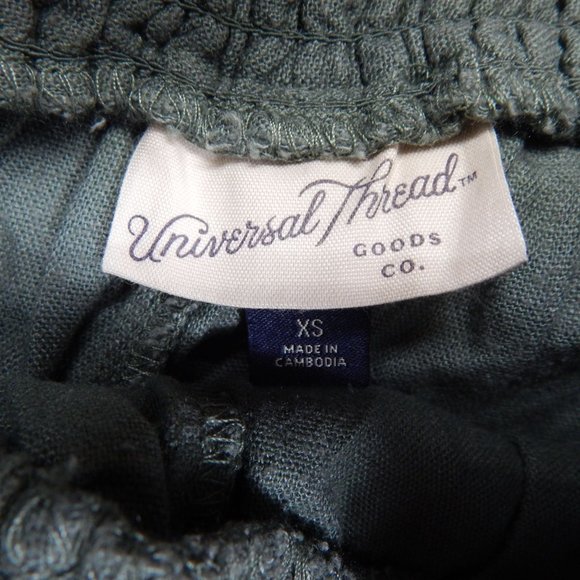 Universal Thread™
GOODS
CO.
XS
MADE IN
CAMBODIA